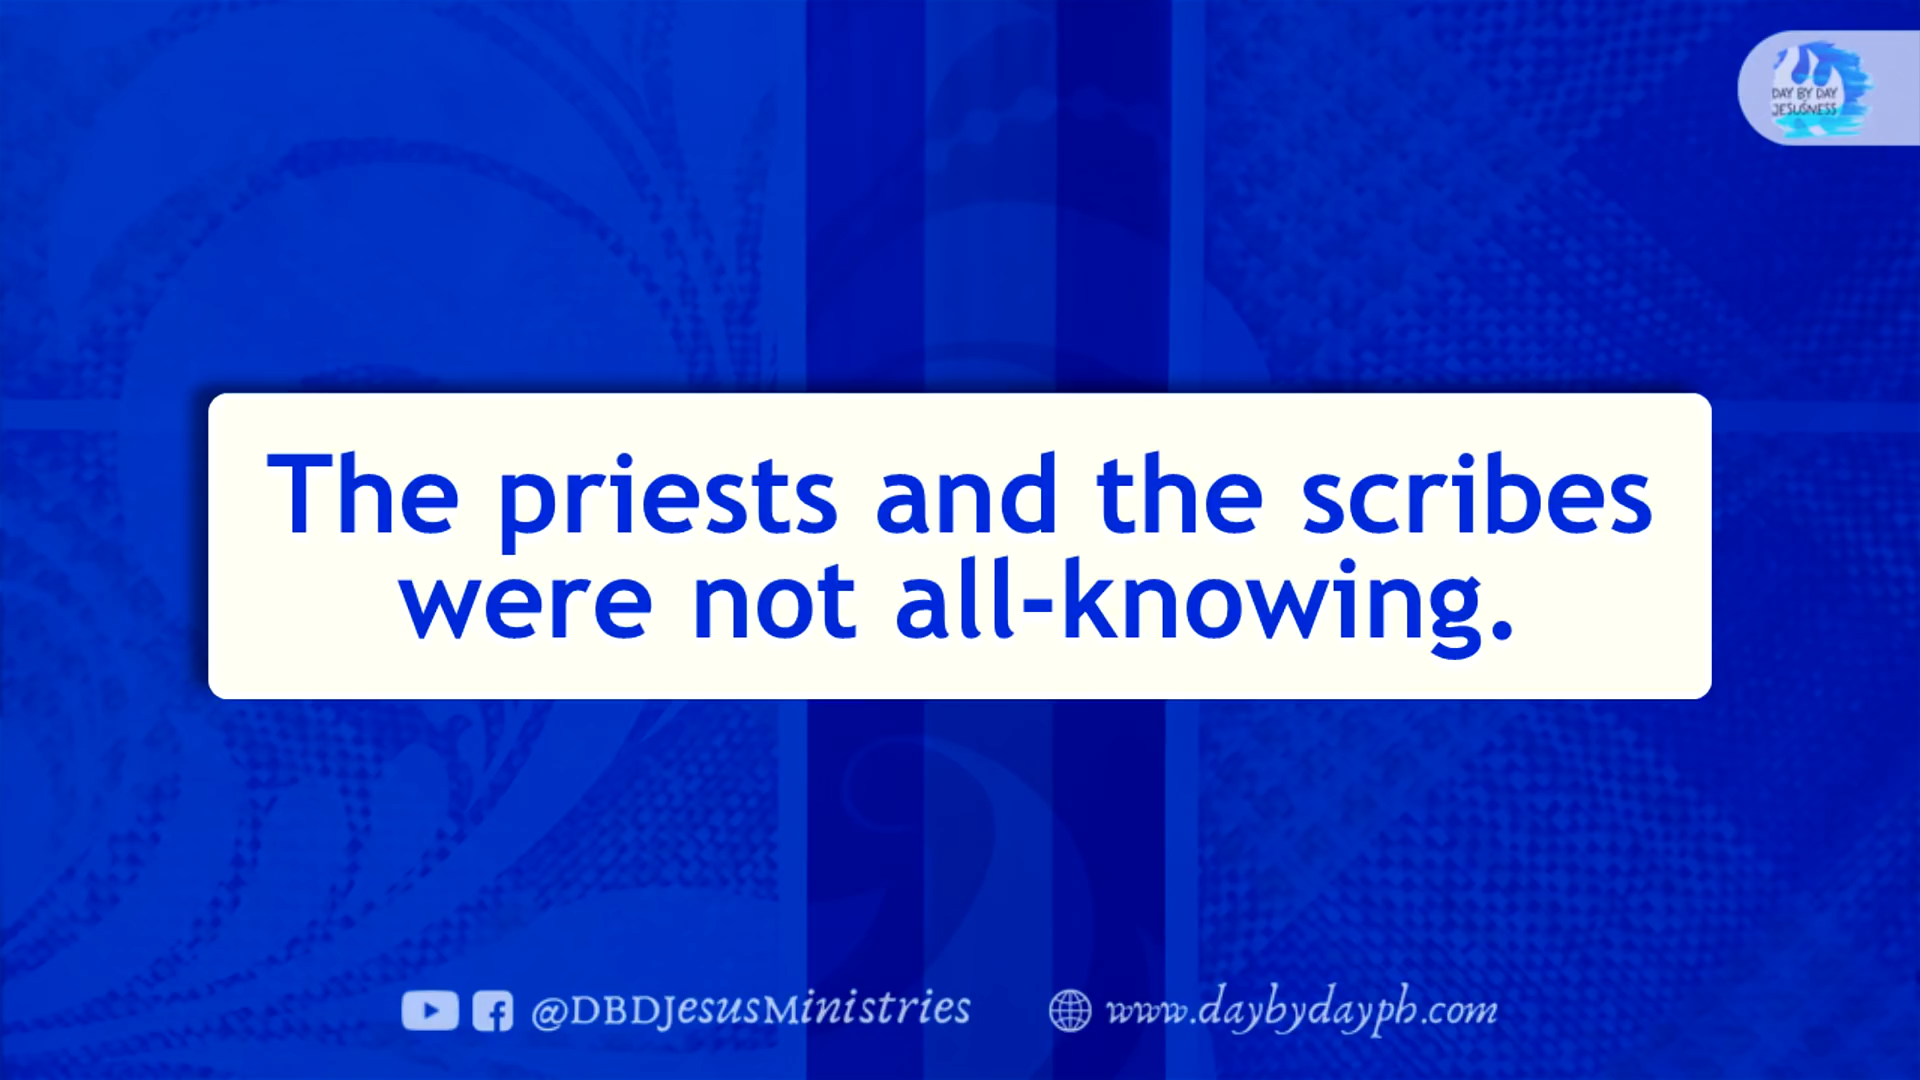 DAY BY DAY
JESUSNESS
The priests and the scribes
were not all-knowing.
@DBDJesusMinistries
www.daybydayph.com